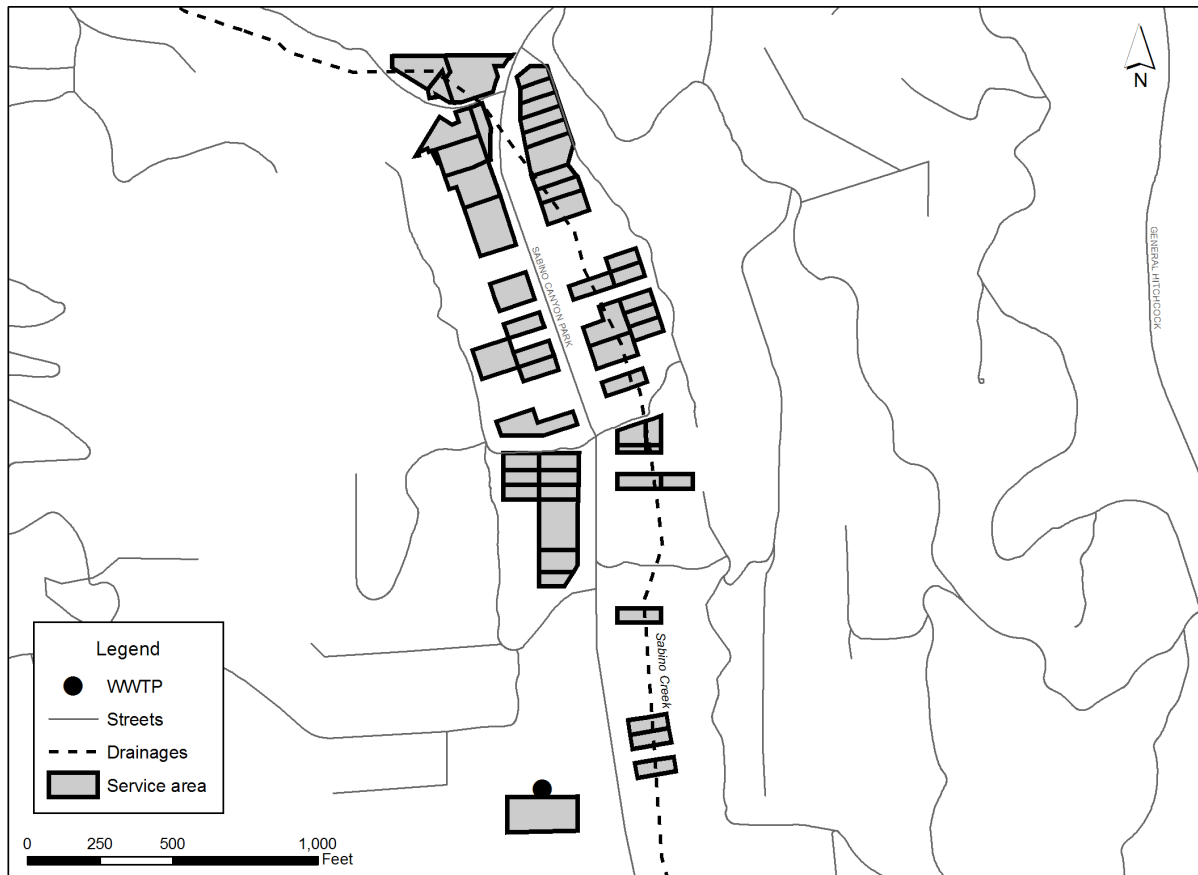 N
GENERAL HITCHCOCK
SABINO CANYON PARK
Sabino Creek
Legend
WWTP
Streets
Drainages
Service area
0 250 500 1,000
Feet